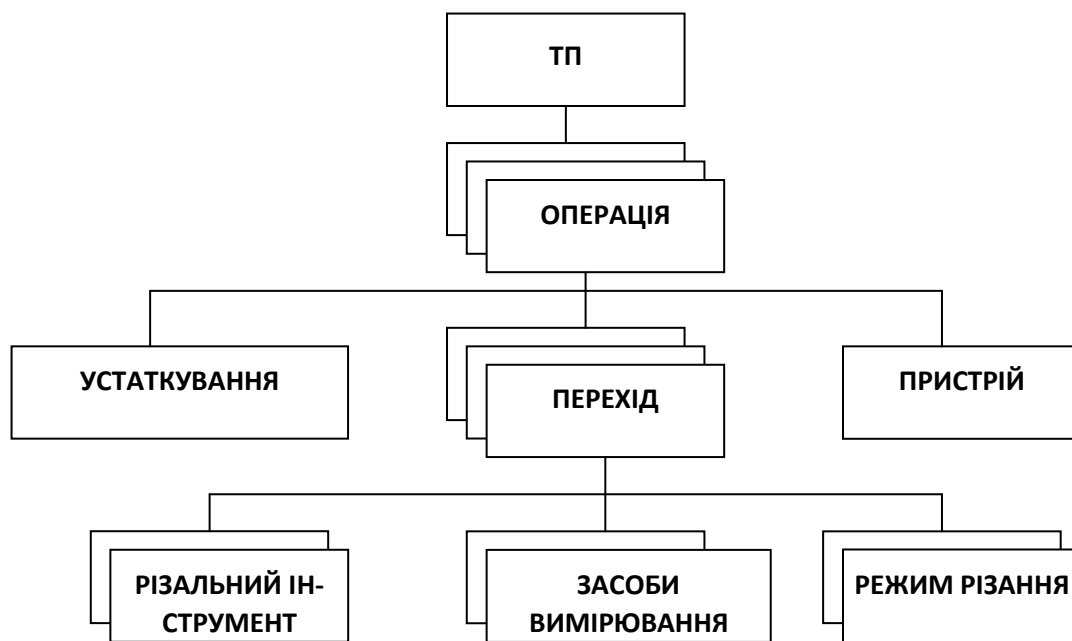 ТП
ОПЕРАЦІЯ
УСТАТКУВАННЯ
ПЕРЕХІД
ПРИСТРІЙ
РІЗАЛЬНИЙ ІН-
СТРУМЕНТ
ЗАСОБИ
ВИМІРЮВАННЯ
РЕЖИМ РІЗАННЯ